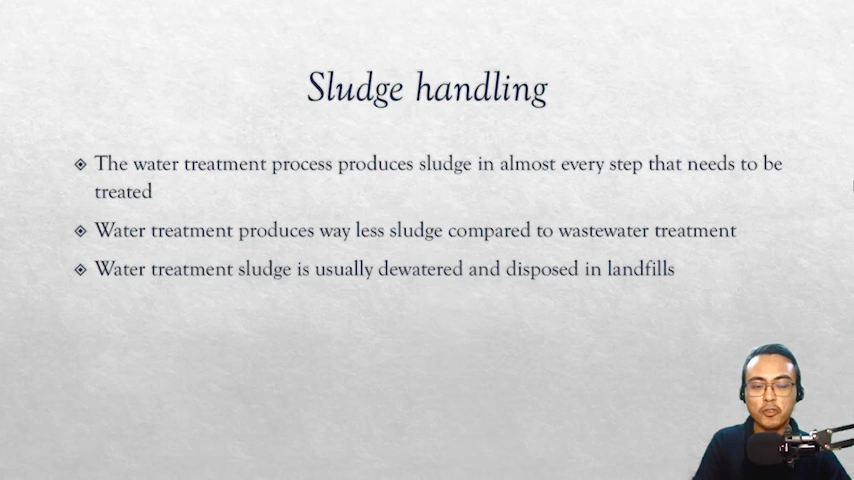 Sludge handling
The water treatment process produces sludge in almost every step that needs to be
treated
Water treatment produces way less sludge compared to wastewater treatment
Water treatment sludge is usually dewatered and disposed in landfills